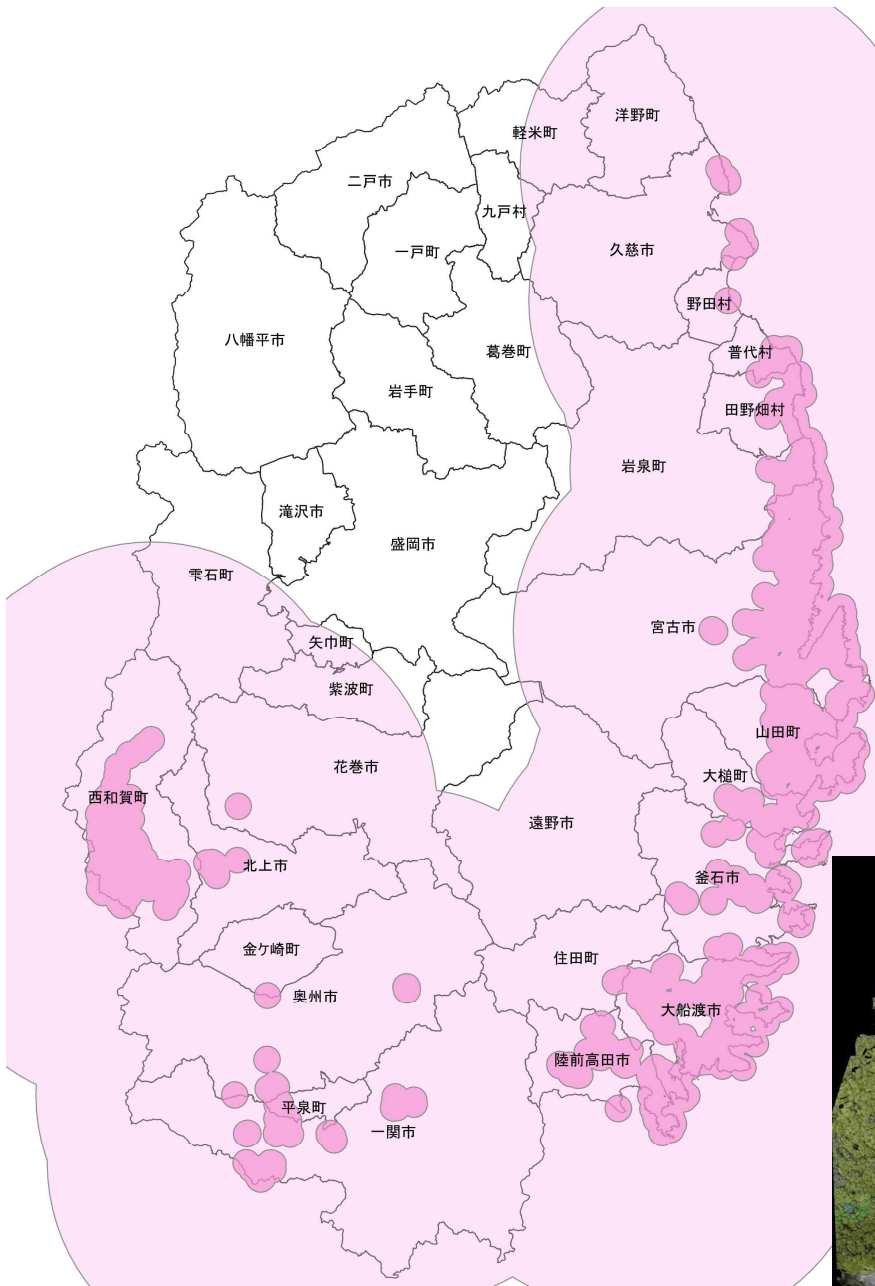 洋野町
軽米町
二戸市
九戸村
一戸町
久慈市
野田村
八幡平市
葛巻町
普代村
岩手町
田野畑村
岩泉町
滝沢市
盛岡市
雫石町
宮古市
矢巾町
紫波町
山田町
花巻市
大槌町
西和賀町
遠野市
北上市
釜石市
金ケ崎町
住田町
奥州市
大船渡市
陸前高田市
平泉町
一関市